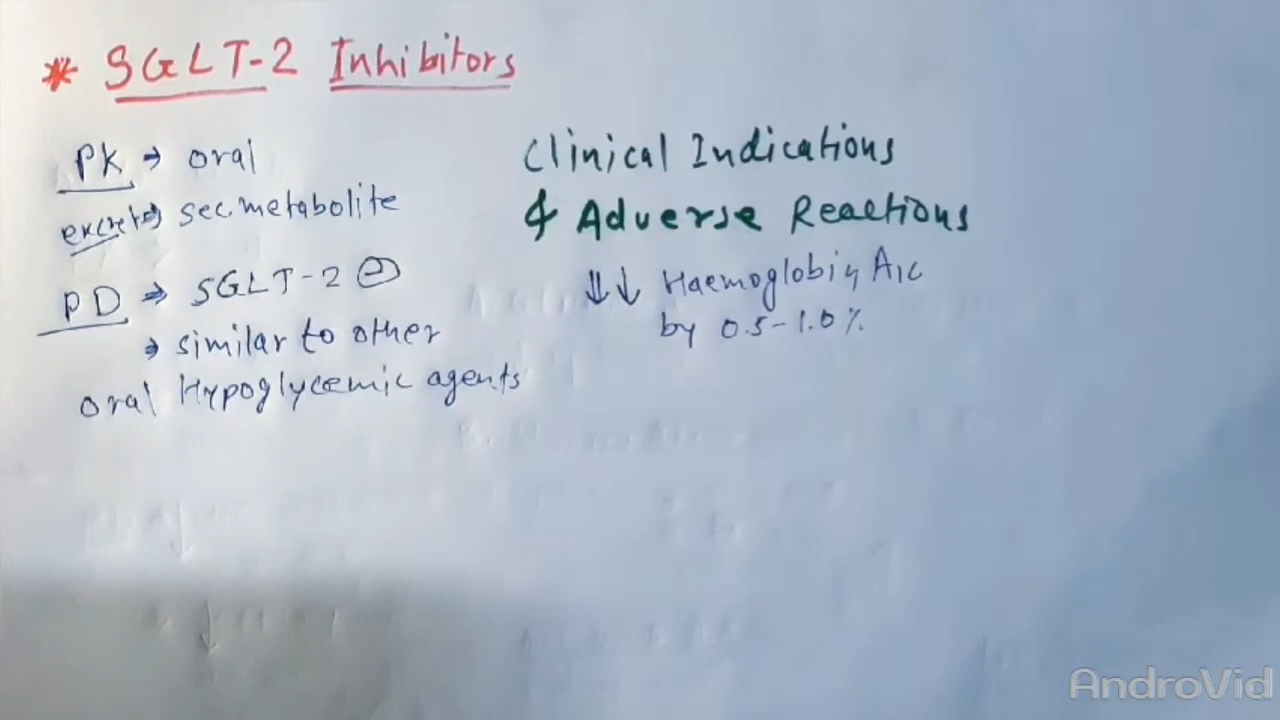 * SGLT-2 Inhibitors
PK → oral
excret → sec. metabolite
PD → SGLT-2 ⊖
→ similar to other
oral Hypoglycemic agents
Clinical Indications
& Adverse Reactions
↓↓ Haemoglobin A1C
by 0.5-1.0%
AndroVid